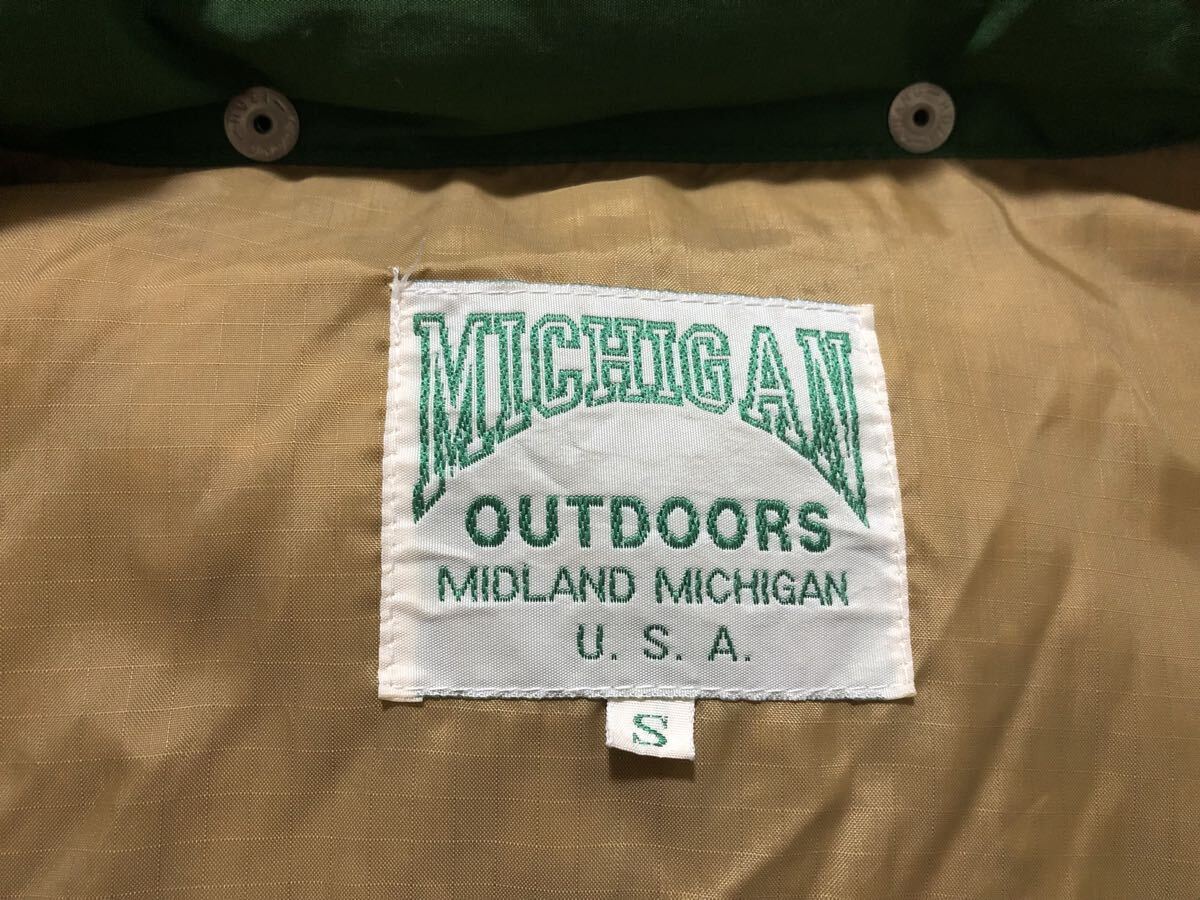 MICHIGAN
OUTDOORS
MIDLAND MICHIGAN
U. S. A.
S